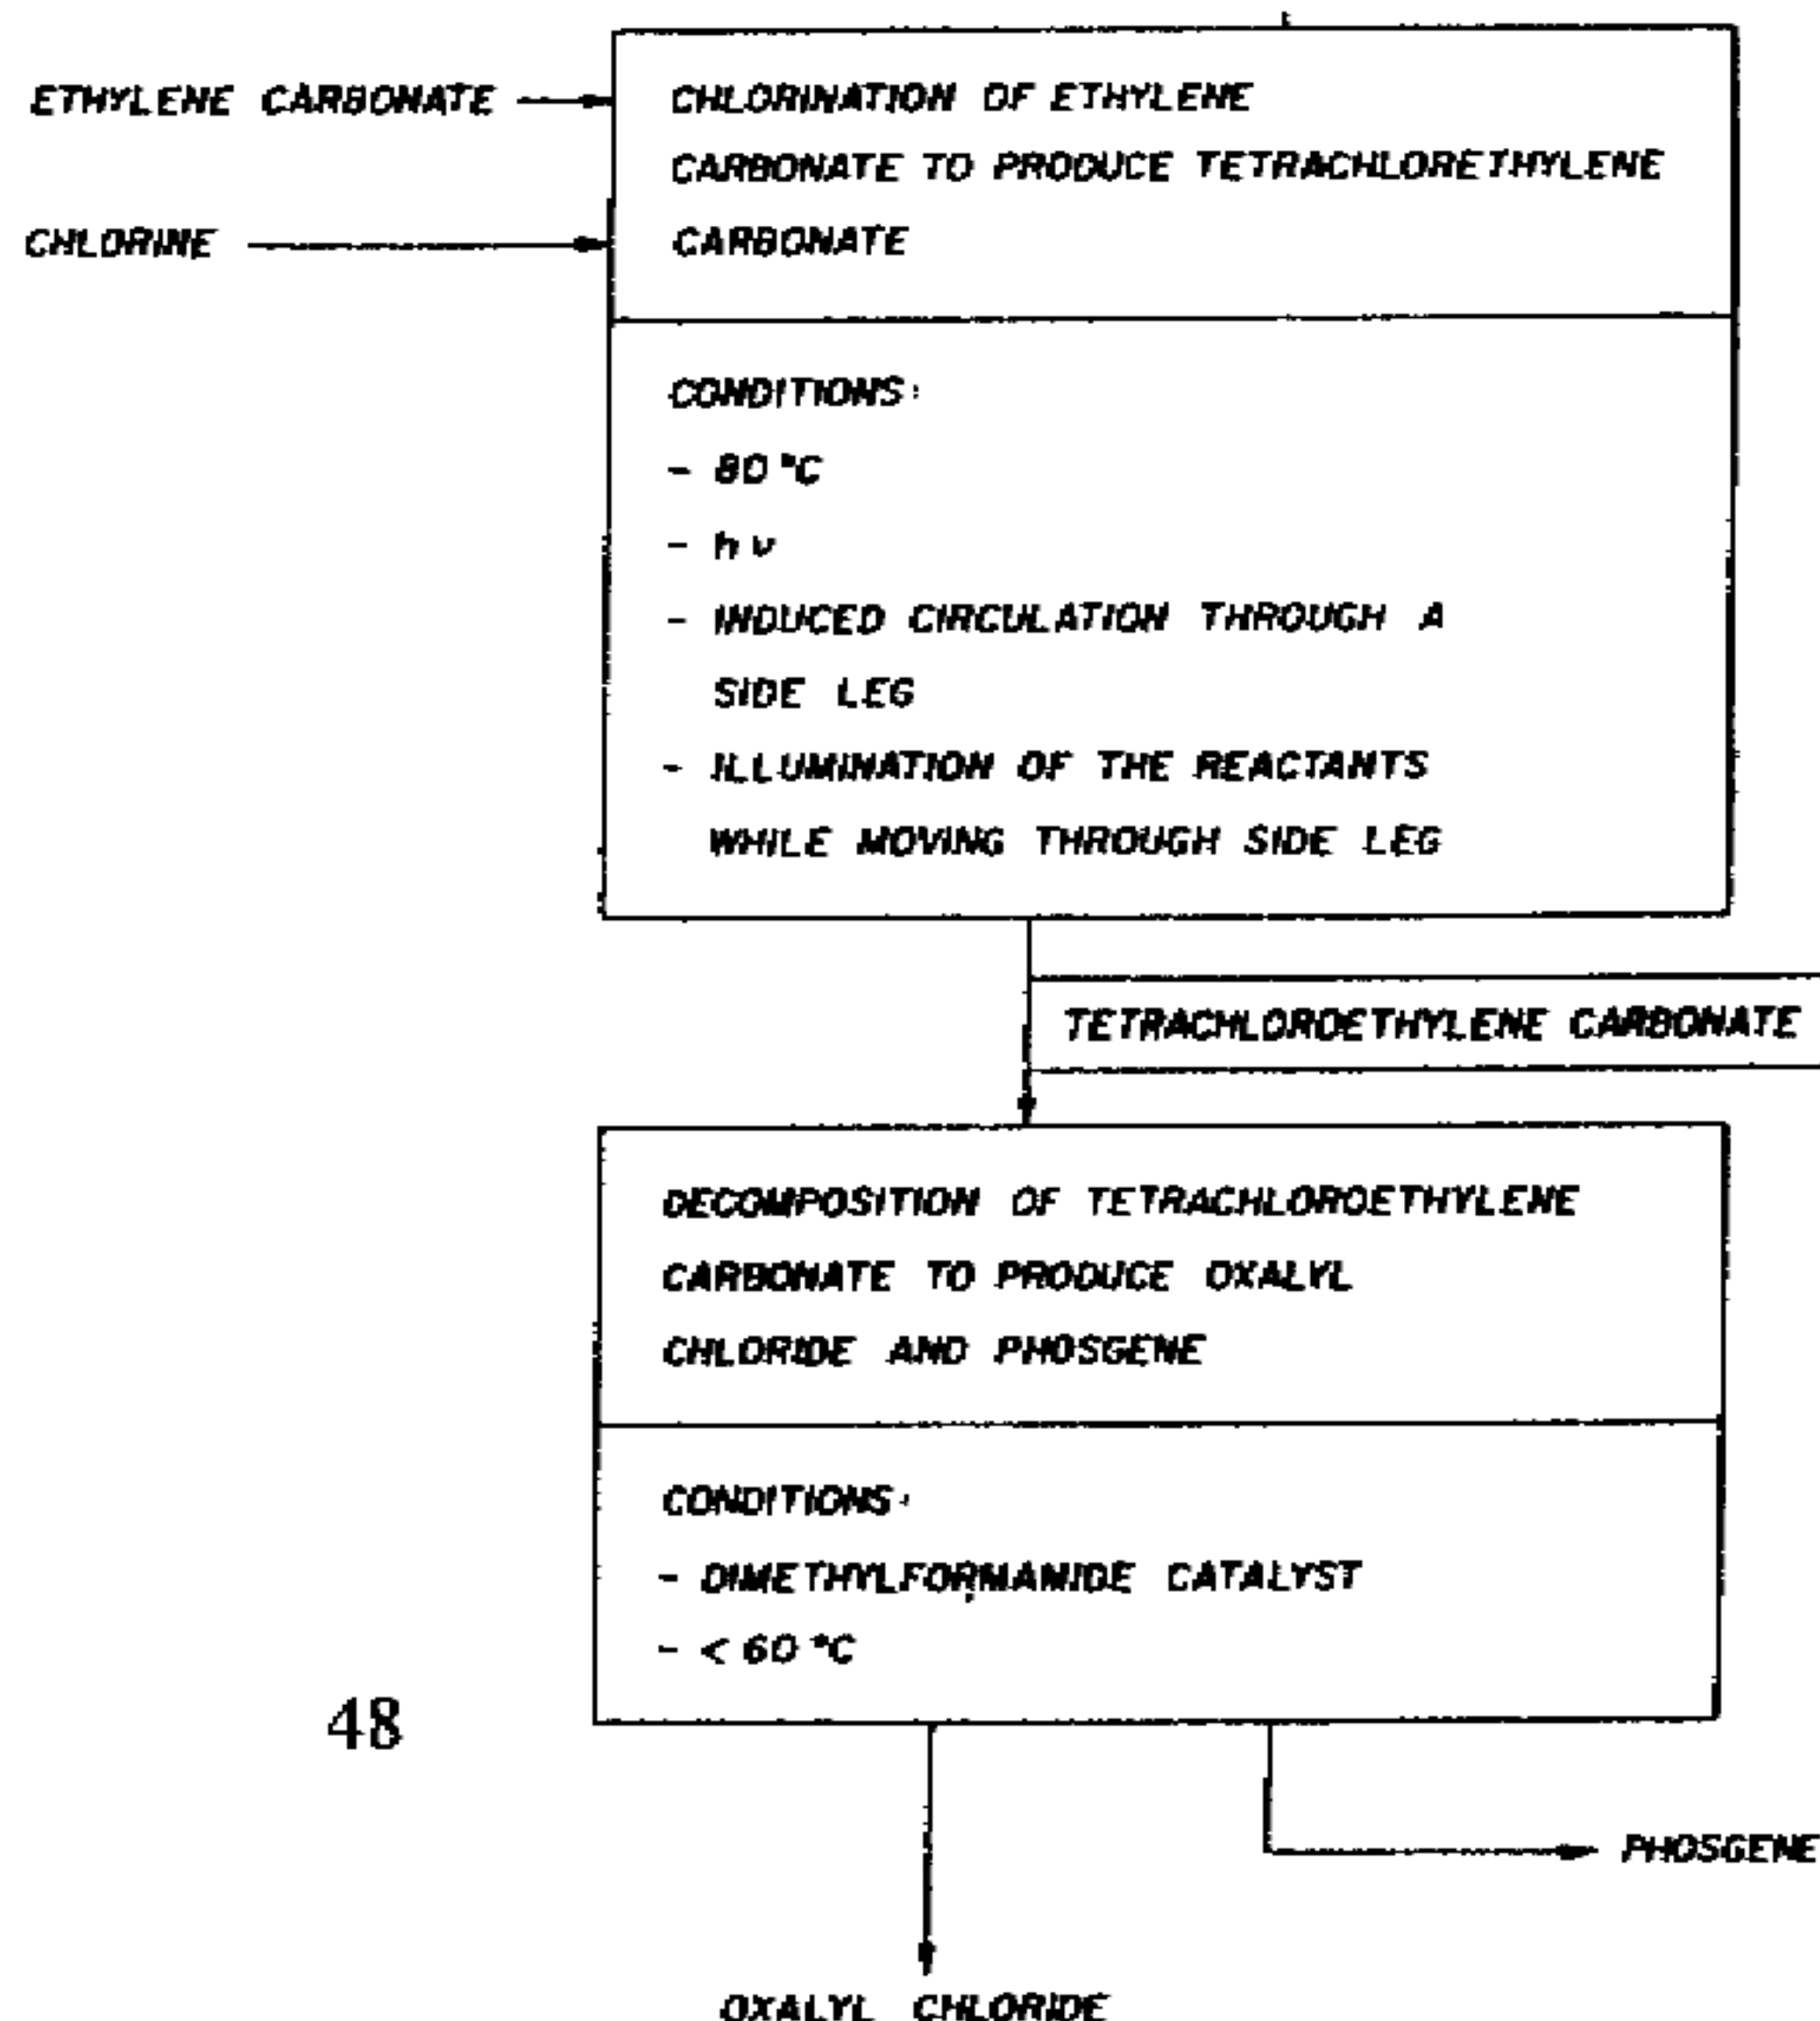 ETHYLENE CARBONATE
CHLORINE
CHLORINATION OF ETHYLENE
CARBONATE TO PRODUCE TETRACHLORETHYLENE
CARBONATE
CONDITIONS:
- 80 °C
- hν
- INDUCED CIRCULATION THROUGH A
SIDE LEG
- ILLUMINATION OF THE REACTANTS
WHILE MOVING THROUGH SIDE LEG
TETRACHLOROETHYLENE CARBONATE
DECOMPOSITION OF TETRACHLOROETHYLENE
CARBONATE TO PRODUCE OXALYL
CHLORIDE AND PHOSGENE
CONDITIONS:
- DIMETHYLFORMAMIDE CATALYST
- < 60 °C
48
PHOSGENE
OXALYL CHLORIDE